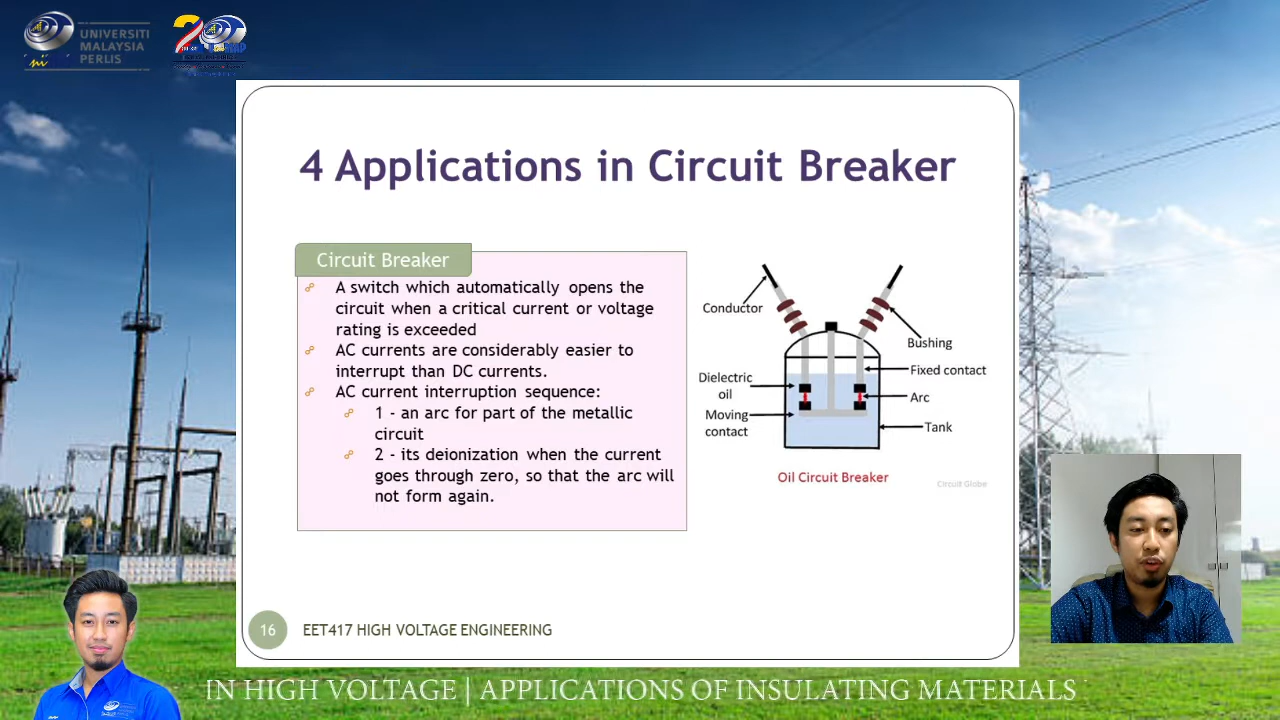 UNIVERSITI
MALAYSIA
PERLIS
4 Applications in Circuit Breaker
Circuit Breaker
A switch which automatically opens the
circuit when a critical current or voltage
rating is exceeded
AC currents are considerably easier to
interrupt than DC currents.
AC current interruption sequence:
1 - an arc for part of the metallic
circuit
2 - its deionization when the current
goes through zero, so that the arc will
not form again.
Conductor
Bushing
Fixed contact
Dielectric
oil
Arc
Moving
contact
Tank
Oil Circuit Breaker
Circuit Globe
16
EET417 HIGH VOLTAGE ENGINEERING
IN HIGH VOLTAGE | APPLICATIONS OF INSULATING MATERIALS